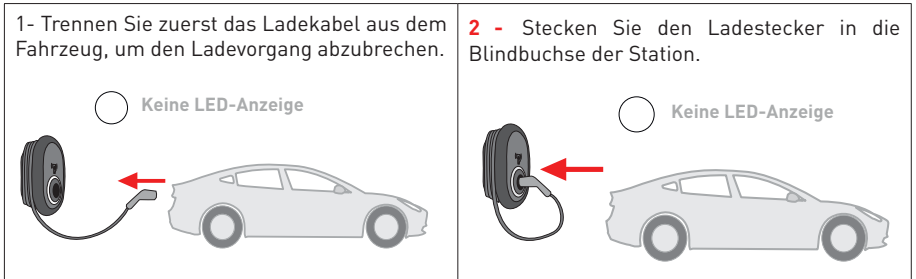 1- Trennen Sie zuerst das Ladekabel aus dem
Fahrzeug, um den Ladevorgang abzubrechen.
Keine LED-Anzeige
2 - Stecken Sie den Ladestecker in die
Blindbuchse der Station.
Keine LED-Anzeige